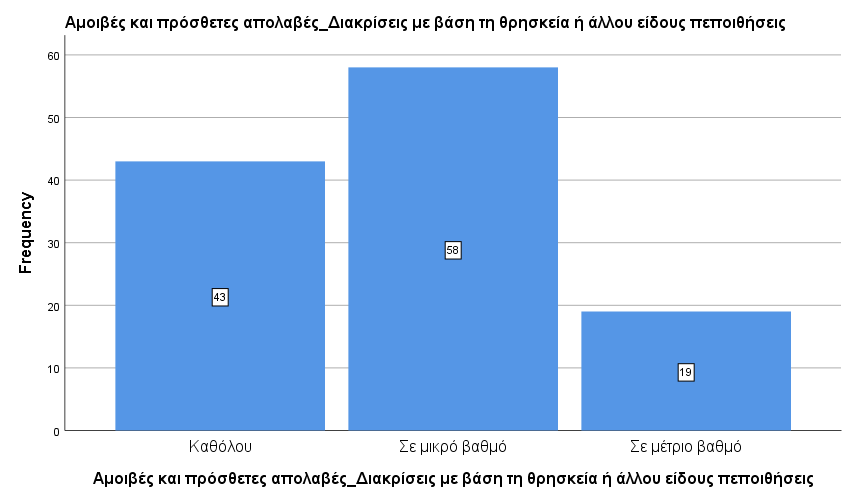 Αμοιβές και πρόσθετες απολαβές_Διακρίσεις με βάση τη θρησκεία ή άλλου είδους πεποιθήσεις
60
50
40
30
20
10
0
Frequency
43
58
19
Καθόλου
Σε μικρό βαθμό
Σε μέτριο βαθμό
Αμοιβές και πρόσθετες απολαβές_Διακρίσεις με βάση τη θρησκεία ή άλλου είδους πεποιθήσεις